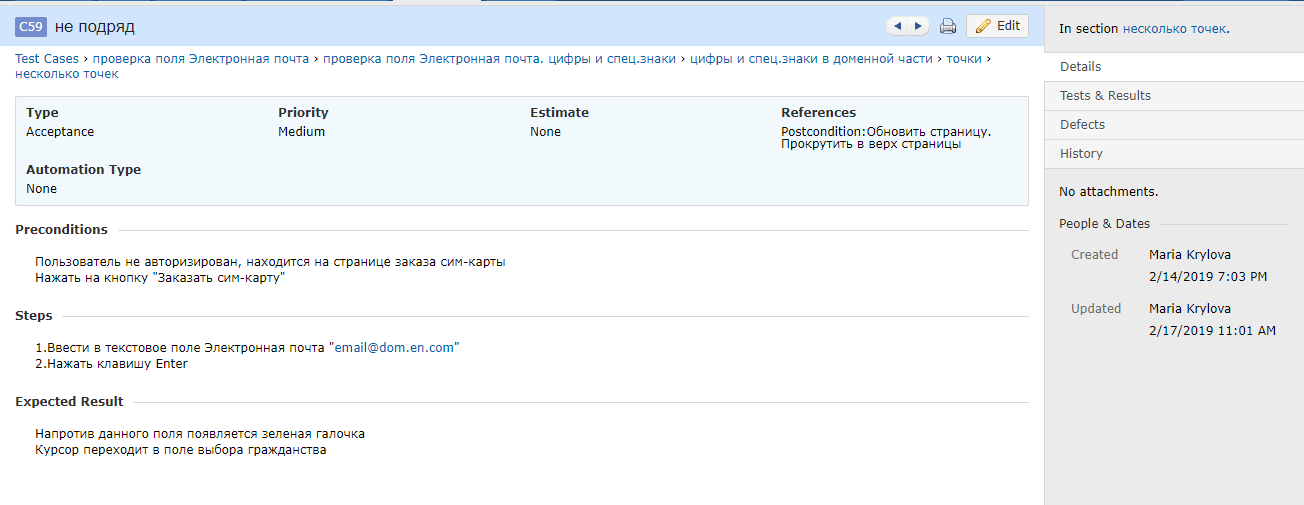 C59 не подряд
Edit
Test Cases › проверка поля Электронная почта › проверка поля Электронная почта. цифры и спец.знаки › цифры и спец.знаки в доменной части › точки ›
несколько точек
Type
Acceptance
Priority
Medium
Estimate
None
References
Postcondition:Обновить страницу.
Прокрутить в верх страницы
Automation Type
None
Preconditions
Пользователь не авторизирован, находится на странице заказа сим-карты
Нажать на кнопку "Заказать сим-карту"
Steps
1.Ввести в текстовое поле Электронная почта "email@dom.en.com"
2.Нажать клавишу Enter
Expected Result
Напротив данного поля появляется зеленая галочка
Курсор переходит в поле выбора гражданства
In section несколько точек.
Details
Tests & Results
Defects
History
No attachments.
People & Dates
Created Maria Krylova
2/14/2019 7:03 PM
Updated Maria Krylova
2/17/2019 11:01 AM